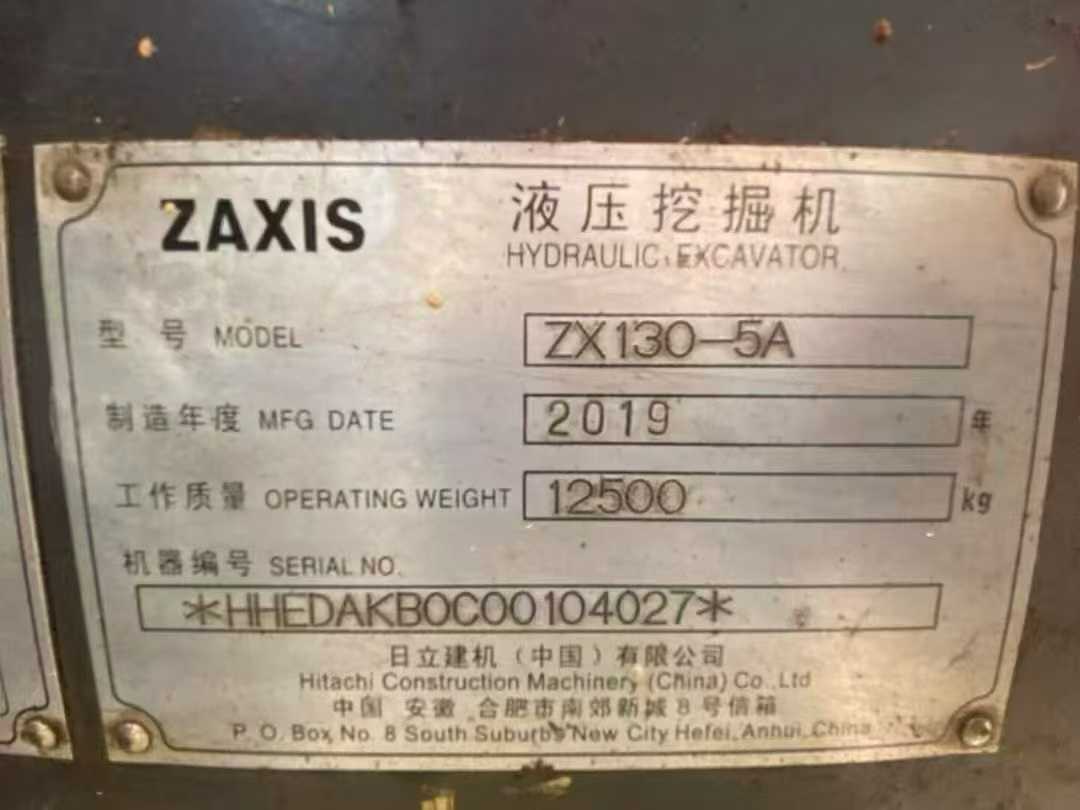 ZAXIS 液压挖掘机
HYDRAULIC EXCAVATOR
型号 MODEL ZX130-5A
制造年度 MFG DATE 2019 年
工作质量 OPERATING WEIGHT 12500 kg
机器编号 SERIAL NO.
*HHEDAKB0C00104027*
日立建机（中国）有限公司
Hitachi Construction Machinery (China) Co.,Ltd
中国 安徽 合肥市南郊新城8号信箱
P.O.Box No. 8 South Suburbs New City Hefei, Anhui, China